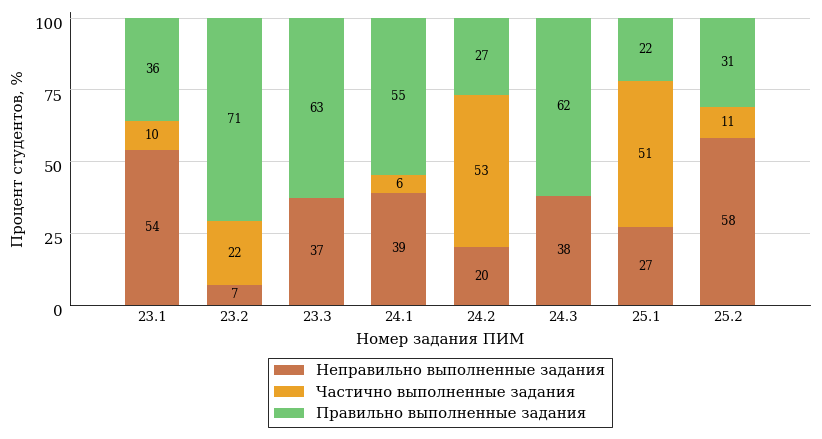 Процент студентов, %
100
75
50
25
0
36 71 63 55 27 62 22 31
10 22 6 53 51 11
54 7 37 39 20 38 27 58
23.1 23.2 23.3 24.1 24.2 24.3 25.1 25.2
Номер задания ПИМ
Неправильно выполненные задания
Частично выполненные задания
Правильно выполненные задания